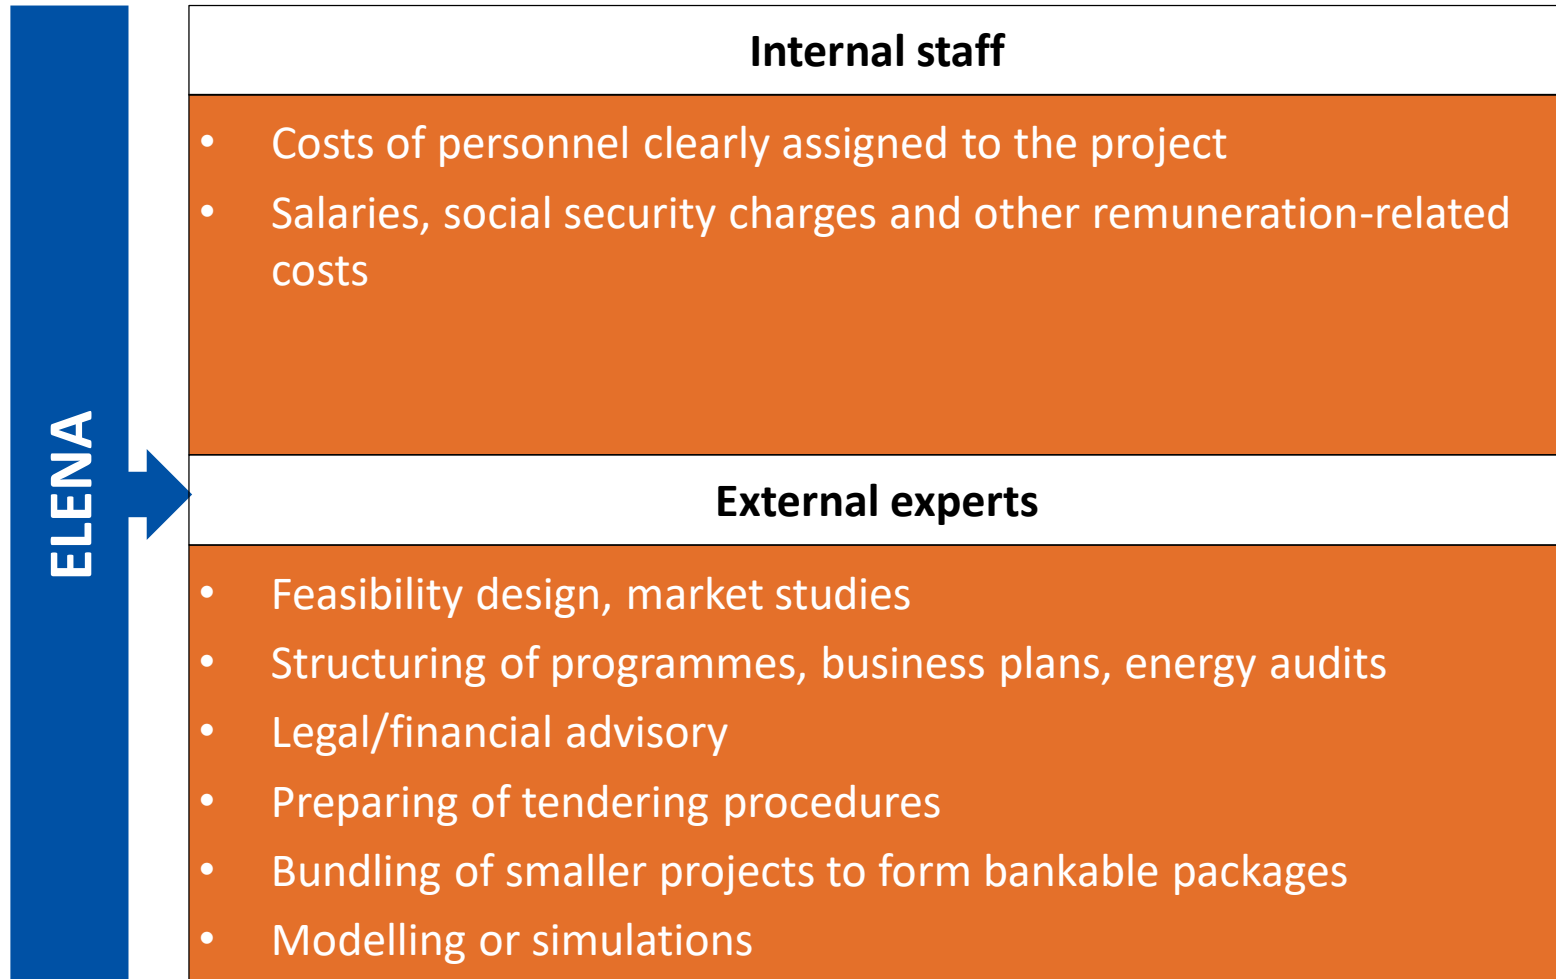 ELENA
Internal staff
• Costs of personnel clearly assigned to the project
• Salaries, social security charges and other remuneration-related
costs
External experts
• Feasibility design, market studies
• Structuring of programmes, business plans, energy audits
• Legal/financial advisory
• Preparing of tendering procedures
• Bundling of smaller projects to form bankable packages
• Modelling or simulations